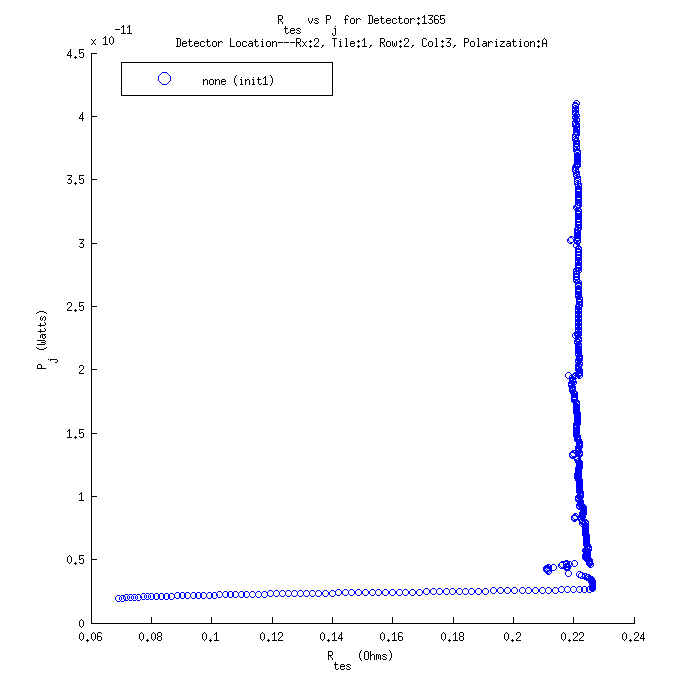 R_tes vs P_j for Detector:1365
Detector Location---Rx:2, Tile:1, Row:2, Col:3, Polarization:A
x 10^-11
none (init1)
4.5
4
3.5
3
2.5
2
1.5
1
0.5
0
P_j (Watts)
0.06 0.08 0.1 0.12 0.14 0.16 0.18 0.2 0.22 0.24
R_tes (Ohms)